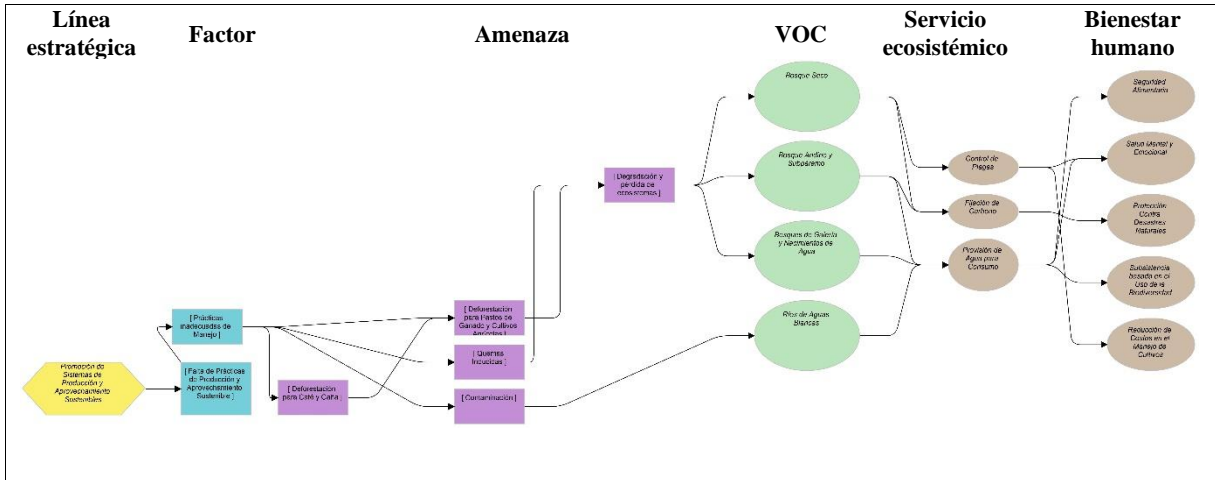 Línea
estratégica
Factor
Amenaza
VOC
Servicio
ecosistémico
Bienestar
humano
Promoción de
Sistemas de
Producción y
Aprovechamiento
Sostenibles
[ Prácticas
Inadecuadas de
Manejo ]
[ Falta de Prácticas
de Producción y
Aprovechamiento
Sostenible ]
[ Deforestación
para Café y Caña ]
[ Deforestación
para Pastos de
Ganado y Cultivos
Agrícolas ]
[ Quemas
Inducidas ]
[ Contaminación ]
[ Degradación y
pérdida de
ecosistemas ]
Bosque Seco
Bosque Andino y
Subpáramo
Bosques de Galería
y Nacimientos de
Agua
Ríos de Aguas
Blancas
Control de
Plagas
Fijación de
Carbono
Provisión de
Agua para
Consumo
Seguridad
Alimentaria
Salud Mental y
Emocional
Protección
Contra
Desastres
Naturales
Subsistencia
basada en el
Uso de la
Biodiversidad
Reducción de
Costos en el
Manejo de
Cultivos